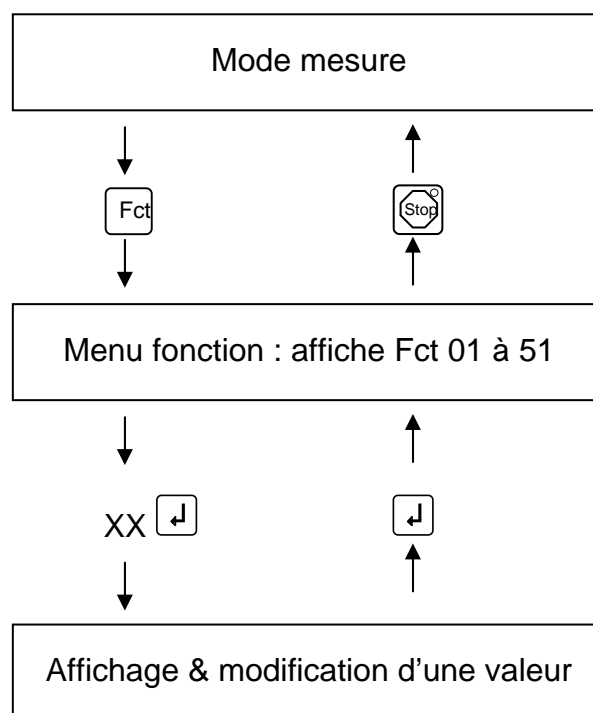 Mode mesure
Fct
Stop
Menu fonction : affiche Fct 01 à 51
XX
Affichage & modification d'une valeur